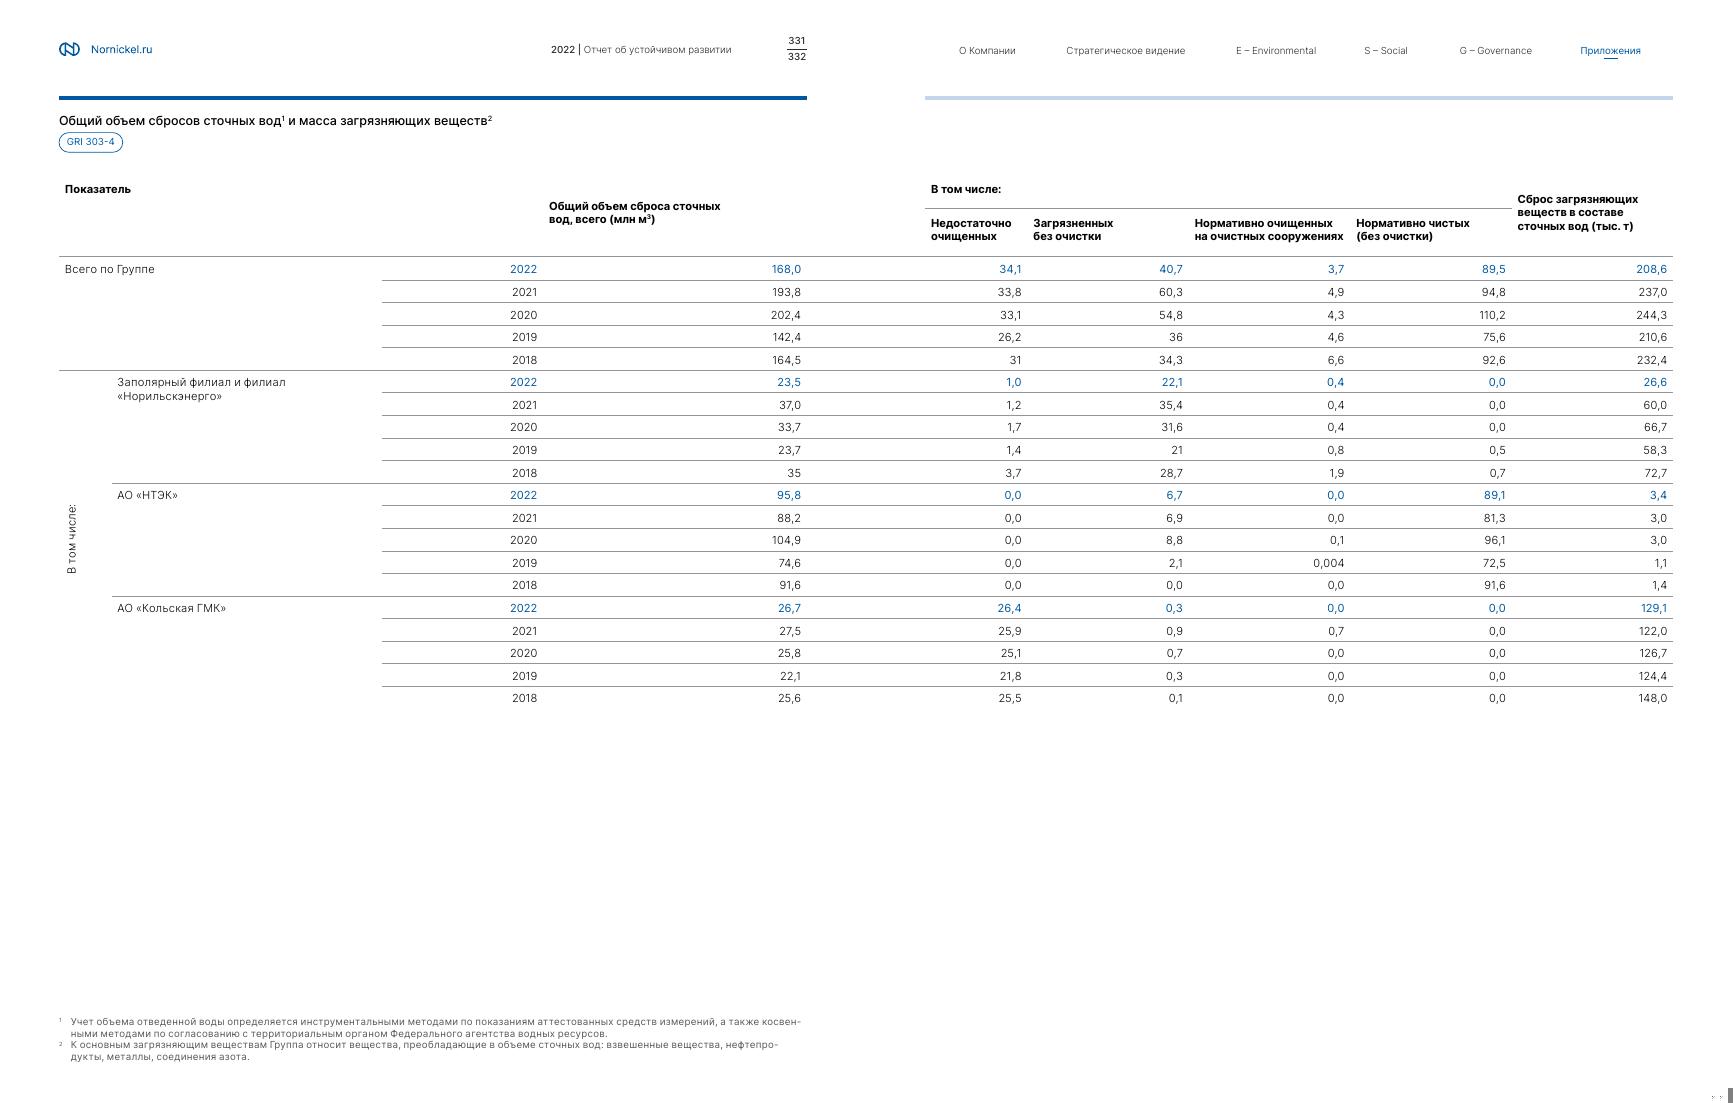 Nornickel.ru
2022 | Отчет об устойчивом развитии
331
332
О Компании Стратегическое видение E – Environmental S – Social G – Governance Приложения
Общий объем сбросов сточных вод¹ и масса загрязняющих веществ²
GRI 303-4
Показатель
Общий объем сброса сточных
вод, всего (млн м³)
В том числе:
Недостаточно
очищенных
Загрязненных
без очистки
Нормативно очищенных
на очистных сооружениях
Нормативно чистых
(без очистки)
Сброс загрязняющих
веществ в составе
сточных вод (тыс. т)
Всего по Группе 2022 168,0 34,1 40,7 3,7 89,5 208,6
2021 193,8 33,8 60,3 4,9 94,8 237,0
2020 202,4 33,1 54,8 4,3 110,2 244,3
2019 142,4 26,2 36 4,6 75,6 210,6
2018 164,5 31 34,3 6,6 92,6 232,4
В том числе:
Заполярный филиал и филиал
«Норильскэнерго»
2022 23,5 1,0 22,1 0,4 0,0 26,6
2021 37,0 1,2 35,4 0,4 0,0 60,0
2020 33,7 1,7 31,6 0,4 0,0 66,7
2019 23,7 1,4 21 0,8 0,5 58,3
2018 35 3,7 28,7 1,9 0,7 72,7
АО «НТЭК» 2022 95,8 0,0 6,7 0,0 89,1 3,4
2021 88,2 0,0 6,9 0,0 81,3 3,0
2020 104,9 0,0 8,8 0,1 96,1 3,0
2019 74,6 0,0 2,1 0,004 72,5 1,1
2018 91,6 0,0 0,0 0,0 91,6 1,4
АО «Кольская ГМК» 2022 26,7 26,4 0,3 0,0 0,0 129,1
2021 27,5 25,9 0,9 0,7 0,0 122,0
2020 25,8 25,1 0,7 0,0 0,0 126,7
2019 22,1 21,8 0,3 0,0 0,0 124,4
2018 25,6 25,5 0,1 0,0 0,0 148,0
¹ Учет объема отведенной воды определяется инструментальными методами по показаниям аттестованных средств измерений, а также косвен-
ными методами по согласованию с территориальным органом Федерального агентства водных ресурсов.
² К основным загрязняющим веществам Группа относит вещества, преобладающие в объеме сточных вод: взвешенные вещества, нефтепро-
дукты, металлы, соединения азота.